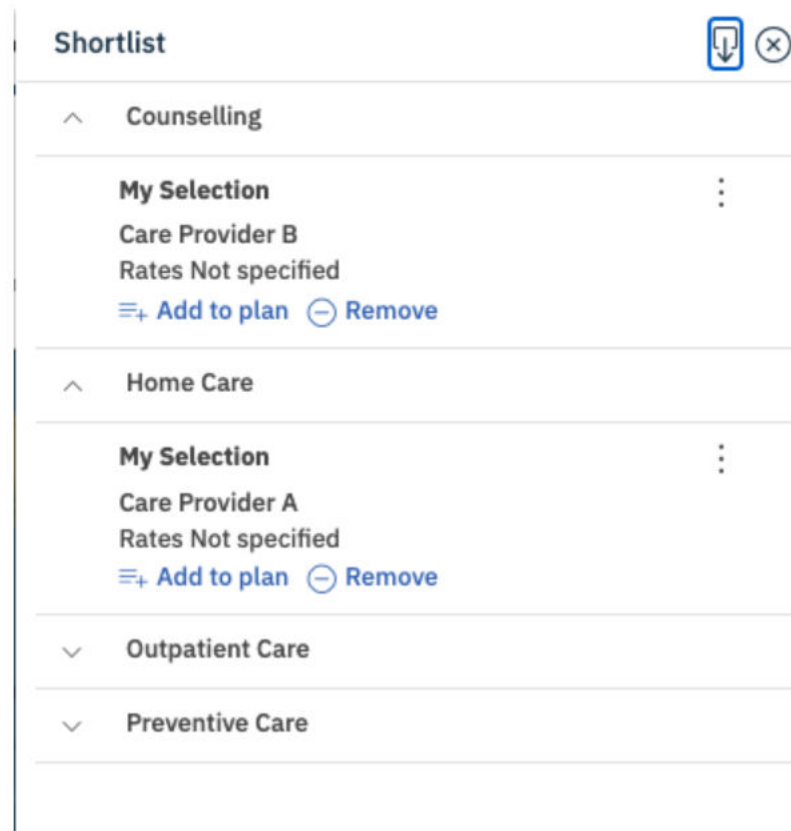 Shortlist
Counselling
My Selection
Care Provider B
Rates Not specified
Add to plan Remove
Home Care
My Selection
Care Provider A
Rates Not specified
Add to plan Remove
Outpatient Care
Preventive Care